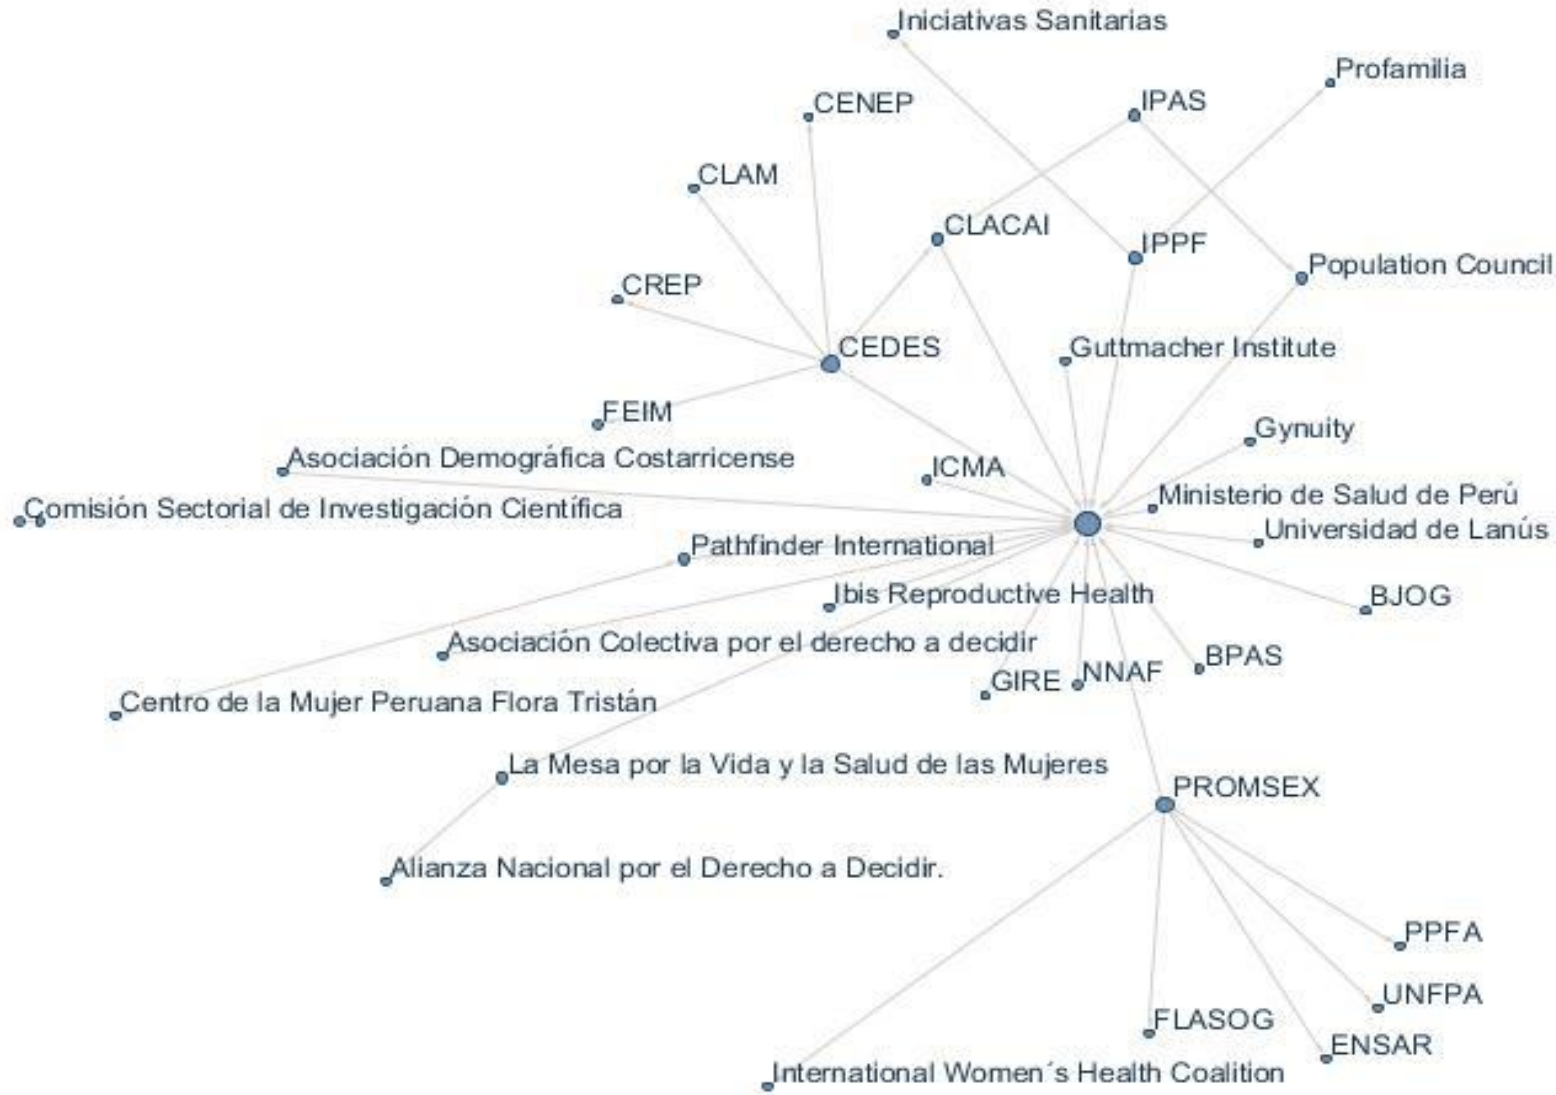 Iniciativas Sanitarias
Profamilia
CENEP
IPAS
CLAM
CLACAI
IPPF
Population Council
CREP
CEDES
Guttmacher Institute
FEIM
Gynuity
Asociación Demográfica Costarricense
ICMA
Ministerio de Salud de Perú
Comisión Sectorial de Investigación Científica
Universidad de Lanús
Pathfinder International
Ibis Reproductive Health
BJOG
Asociación Colectiva por el derecho a decidir
BPAS
GIRE
NNAF
Centro de la Mujer Peruana Flora Tristán
La Mesa por la Vida y la Salud de las Mujeres
PROMSEX
Alianza Nacional por el Derecho a Decidir.
PPFA
UNFPA
FLASOG
ENSAR
International Women´s Health Coalition